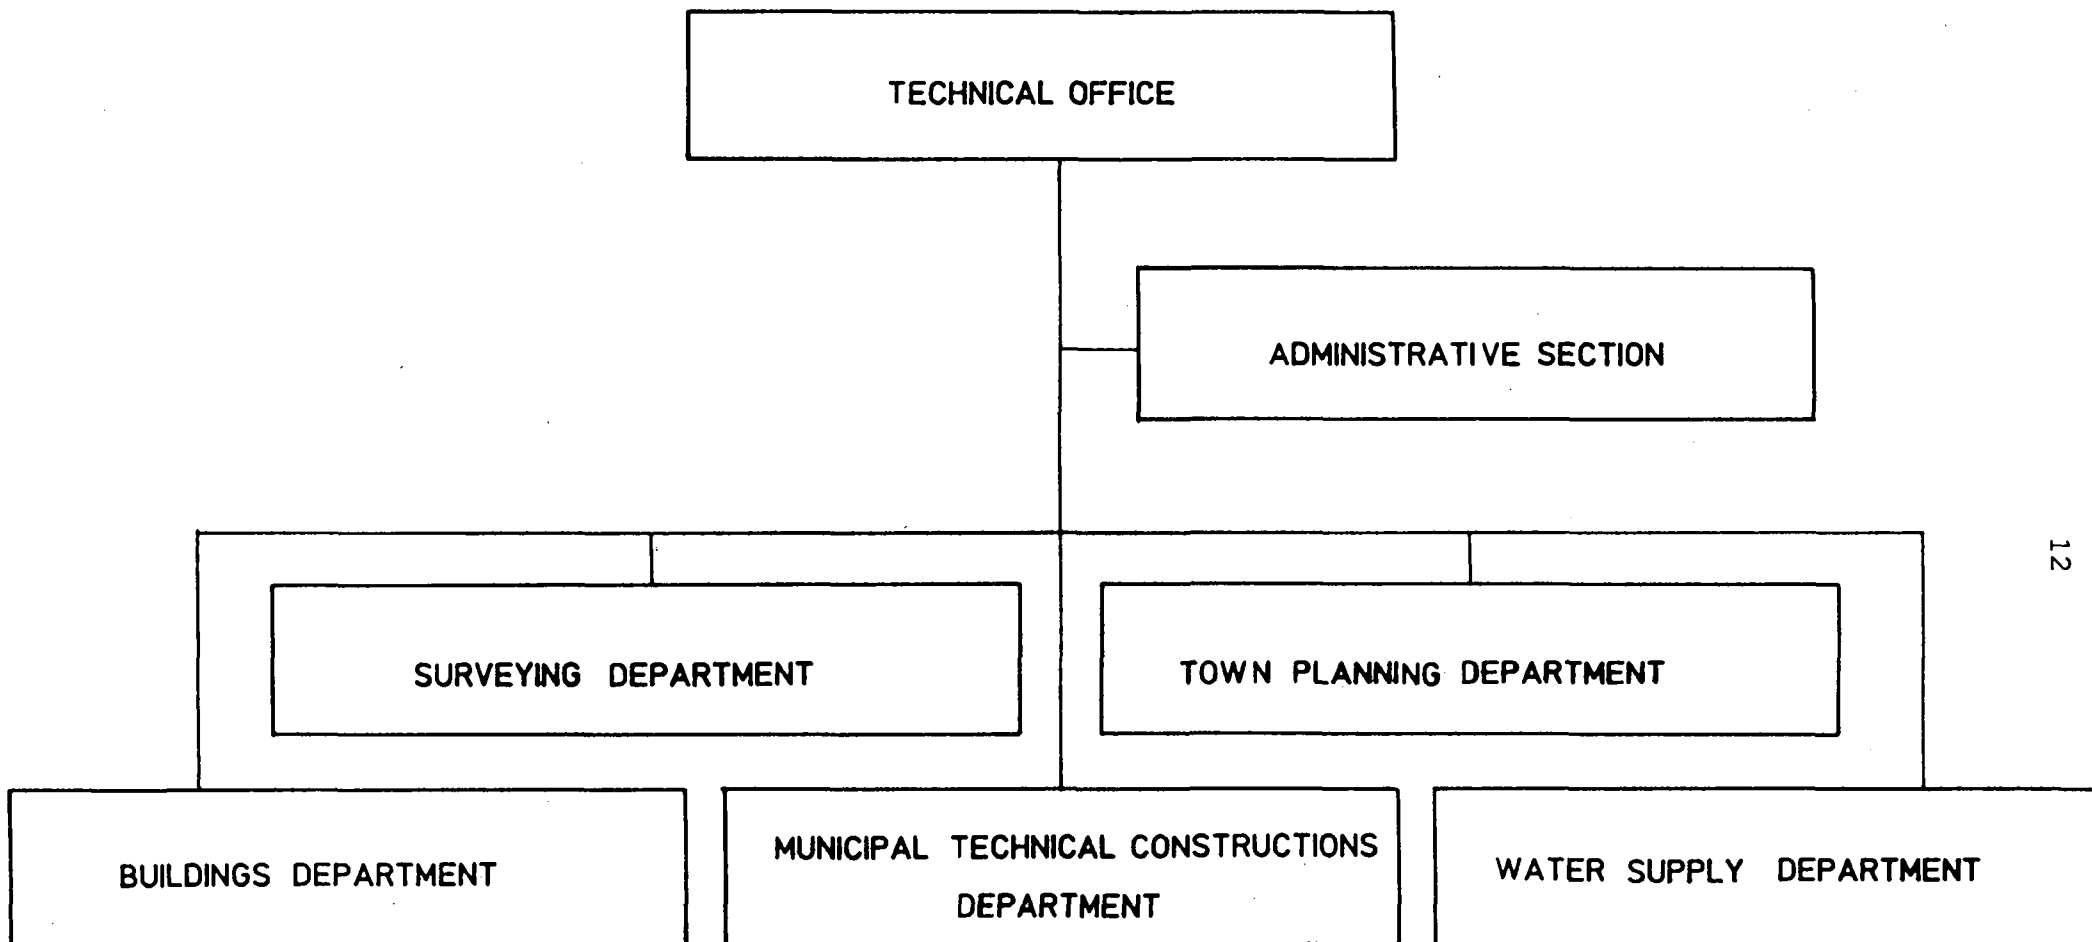 TECHNICAL OFFICE
ADMINISTRATIVE SECTION
12
SURVEYING DEPARTMENT
TOWN PLANNING DEPARTMENT
BUILDINGS DEPARTMENT
MUNICIPAL TECHNICAL CONSTRUCTIONS
DEPARTMENT
WATER SUPPLY DEPARTMENT